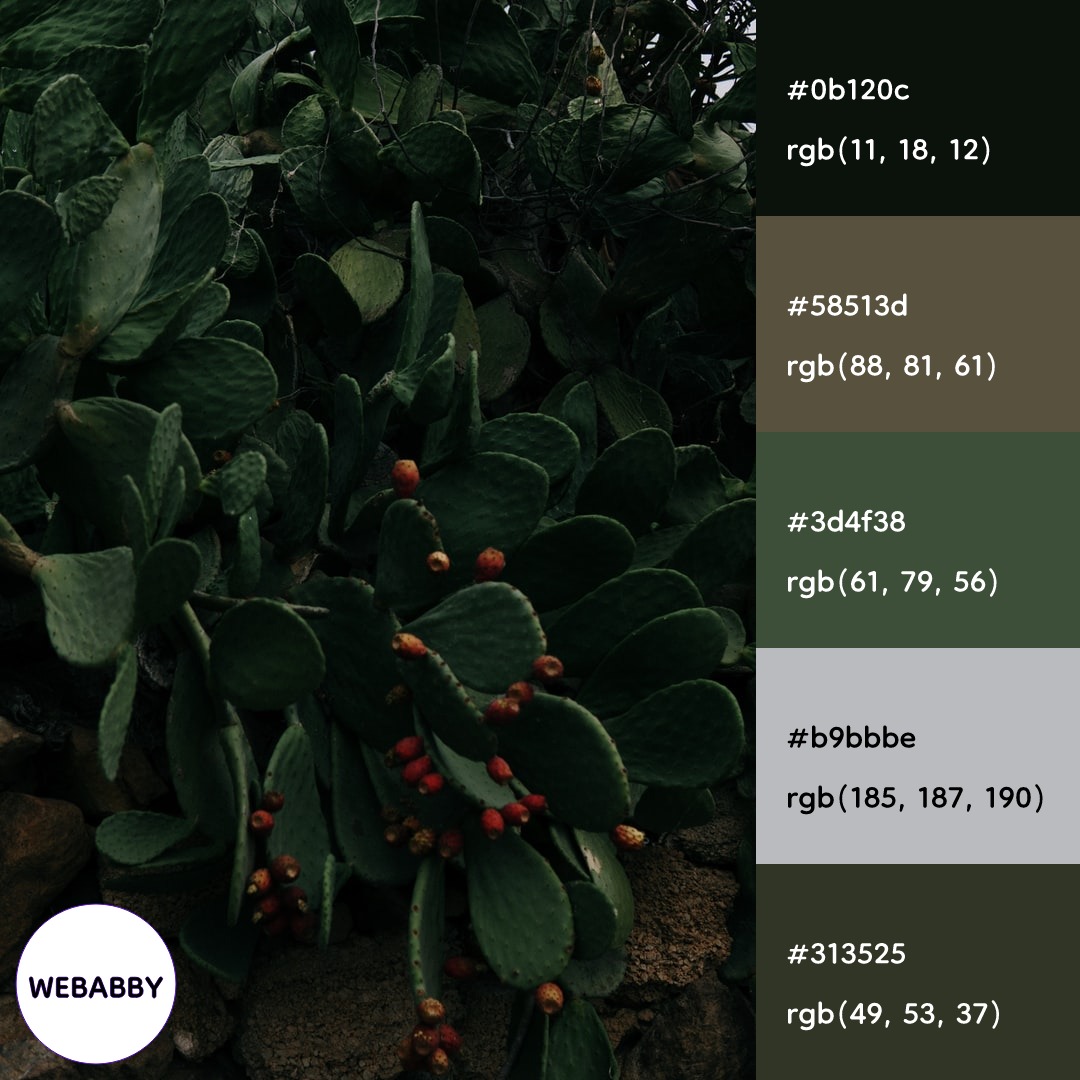 #0b120c
rgb(11, 18, 12)
#58513d
rgb(88, 81, 61)
#3d4f38
rgb(61, 79, 56)
#b9bbbe
rgb(185, 187, 190)
#313525
rgb(49, 53, 37)
WEBABBY